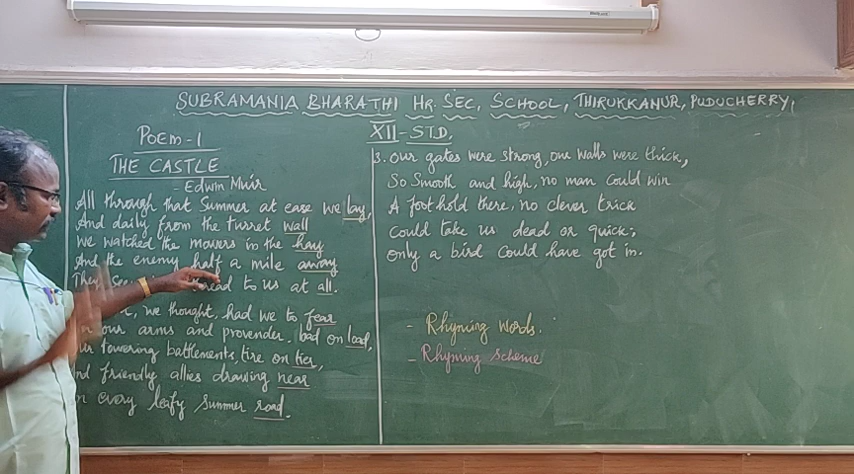 SUBRAMANIA BHARATHI HR. SEC. SCHOOL, THIRUKKANUR, PUDUCHERRY,
XII - STD.
POEM - 1
THE CASTLE
- Edwin Muir
All through that Summer at ease we lay,
And daily from the turret wall
We watched the mowers in the hay
And the enemy half a mile away
They to us at all.
we thought, had we to fear
our arms and provender, load on load,
towering battlements, tire on tier,
friendly allies drawing near
every leafy Summer road.
3. Our gates were strong, our walls were thick,
So Smooth and high, no man Could win
A foothold there, no clever trick
Could take us dead or quick;
only a bird Could have got in.
- Rhyming Words.
- Rhyming Scheme